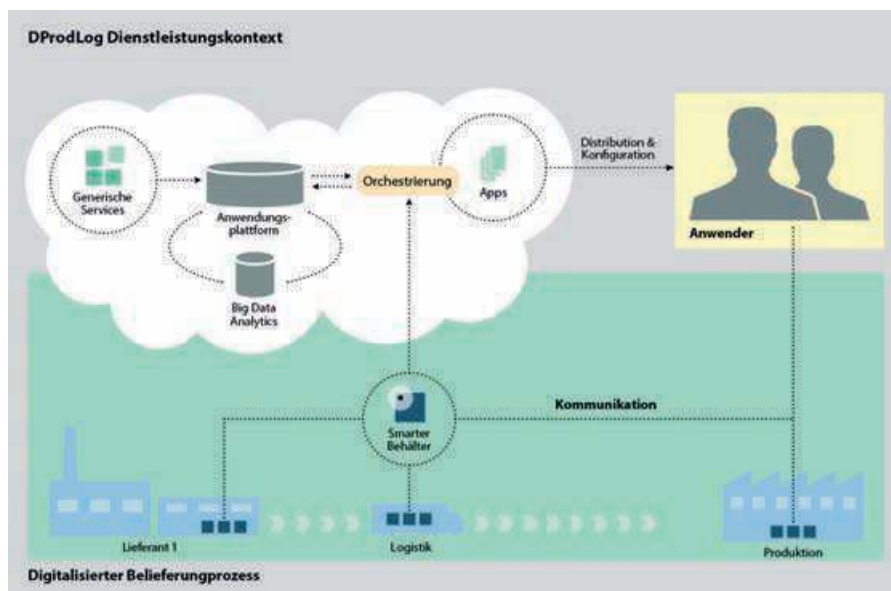 DProdLog Dienstleistungskontext
Generische
Services
Anwendungs-
plattform
Big Data
Analytics
Orchestrierung
Apps
Distribution &
Konfiguration
Anwender
Smarter
Behälter
Kommunikation
Lieferant 1
Logistik
Produktion
Digitalisierter Belieferungprozess